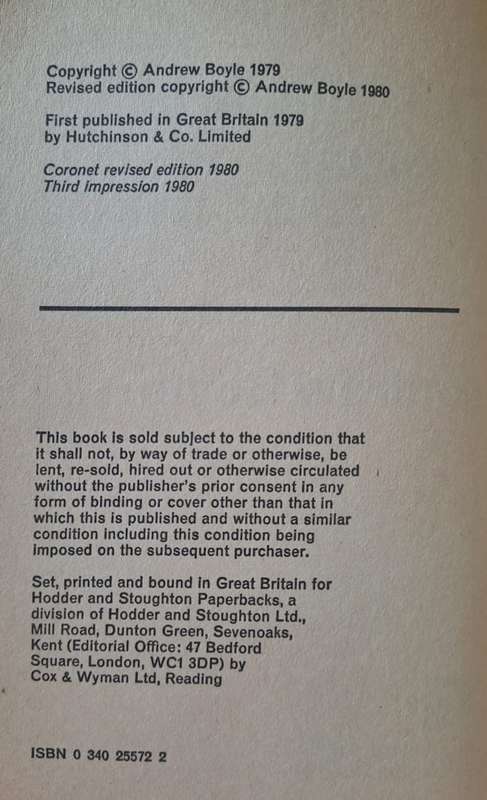 Copyright © Andrew Boyle 1979
Revised edition copyright © Andrew Boyle 1980
First published in Great Britain 1979
by Hutchinson & Co. Limited
Coronet revised edition 1980
Third impression 1980
This book is sold subject to the condition that
it shall not, by way of trade or otherwise, be
lent, re-sold, hired out or otherwise circulated
without the publisher's prior consent in any
form of binding or cover other than that in
which this is published and without a similar
condition including this condition being
imposed on the subsequent purchaser.
Set, printed and bound in Great Britain for
Hodder and Stoughton Paperbacks, a
division of Hodder and Stoughton Ltd.,
Mill Road, Dunton Green, Sevenoaks,
Kent (Editorial Office: 47 Bedford
Square, London, WC1 3DP) by
Cox & Wyman Ltd, Reading
ISBN 0 340 25572 2